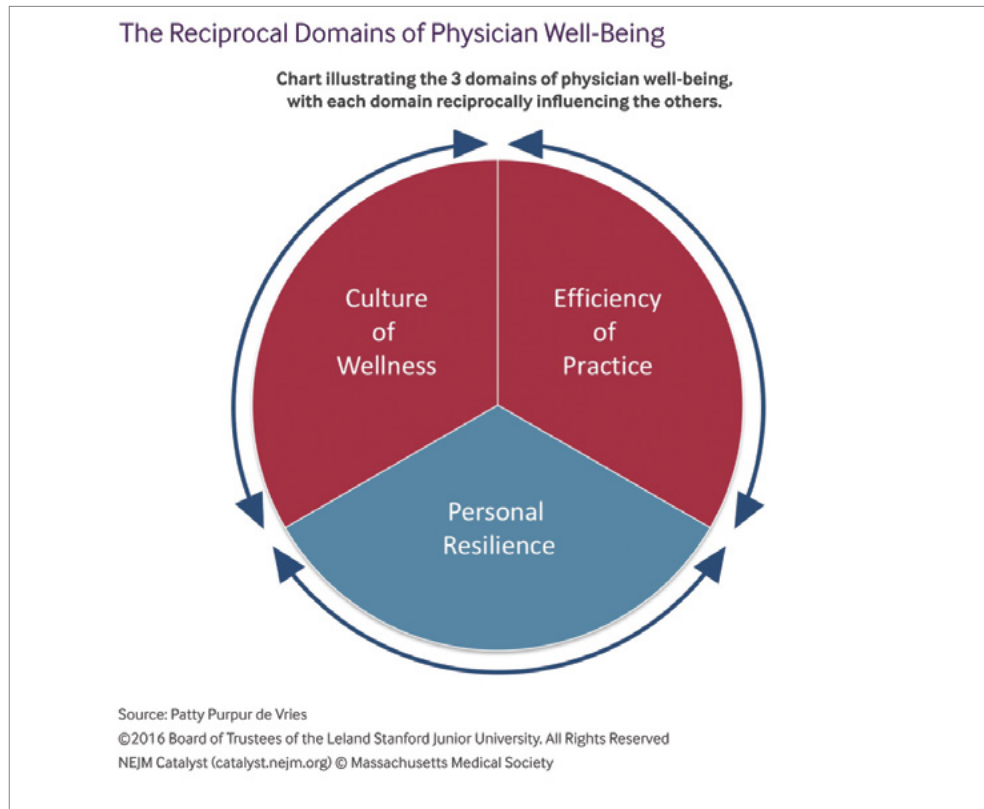 The Reciprocal Domains of Physician Well-Being
Chart illustrating the 3 domains of physician well-being,
with each domain reciprocally influencing the others.
Culture
of
Wellness
Efficiency
of
Practice
Personal
Resilience
Source: Patty Purpur de Vries
©2016 Board of Trustees of the Leland Stanford Junior University. All Rights Reserved
NEJM Catalyst (catalyst.nejm.org) © Massachusetts Medical Society